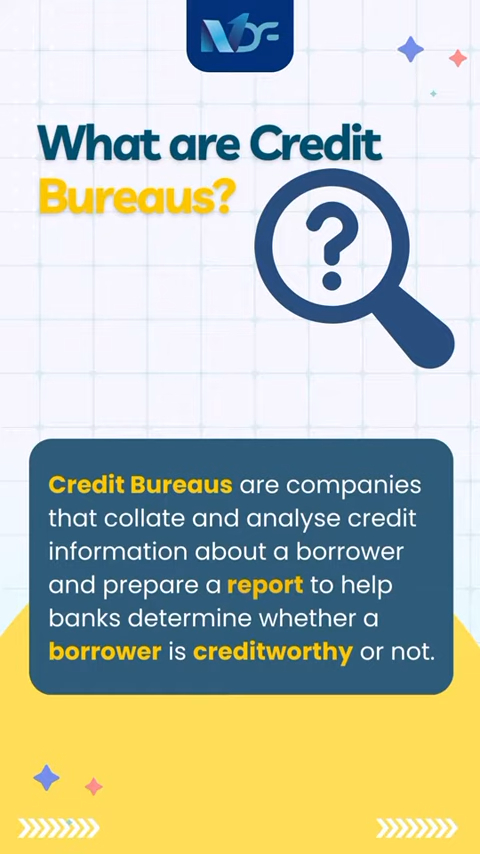 NDF
What are Credit
Bureaus?
Credit Bureaus are companies
that collate and analyse credit
information about a borrower
and prepare a report to help
banks determine whether a
borrower is creditworthy or not.